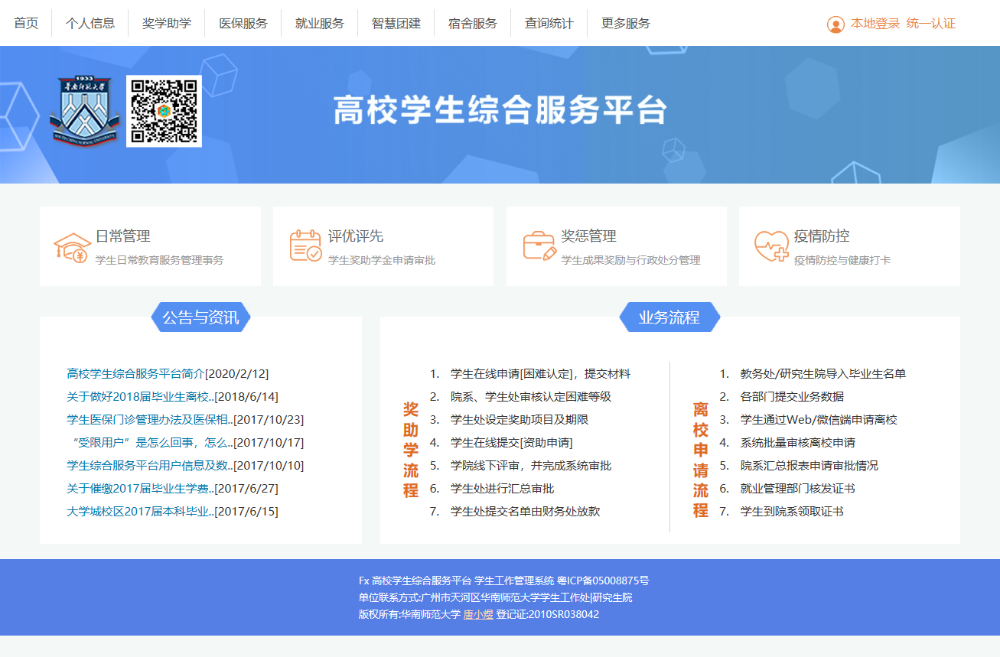 首页 个人信息 奖学助学 医保服务 就业服务 智慧团建 宿舍服务 查询统计 更多服务 本地登录 统一认证
1933
华南师范大学
SOUTH CHINA NORMAL UNIVERSITY
高校学生综合服务平台
日常管理
学生日常教育服务管理事务
评优评先
学生奖助学金申请审批
奖惩管理
学生成果奖励与行政处分管理
疫情防控
疫情防控与健康打卡
公告与资讯
高校学生综合服务平台简介[2020/2/12]
关于做好2018届毕业生离校..[2018/6/14]
学生医保门诊管理办法及医保相..[2017/10/23]
“受限用户”是怎么回事，怎么..[2017/10/17]
学生综合服务平台用户信息及数..[2017/10/10]
关于催缴2017届毕业生学费..[2017/6/27]
大学城校区2017届本科毕业..[2017/6/15]
业务流程
奖助学流程
1. 学生在线申请[困难认定]，提交材料
2. 院系、学生处审核认定困难等级
3. 学生处设定奖助项目及期限
4. 学生在线提交[资助申请]
5. 学院线下评审，并完成系统审批
6. 学生处进行汇总审批
7. 学生处提交名单由财务处放款
离校申请流程
1. 教务处/研究生院导入毕业生名单
2. 各部门提交业务数据
3. 学生通过Web/微信端申请离校
4. 系统批量审核离校申请
5. 院系汇总报表申请审批情况
6. 就业管理部门核发证书
7. 学生到院系领取证书
Fx 高校学生综合服务平台 学生工作管理系统 粤ICP备05008875号
单位联系方式:广州市天河区华南师范大学学生工作处|研究生院
版权所有:华南师范大学 唐小煜 登记证:2010SR038042